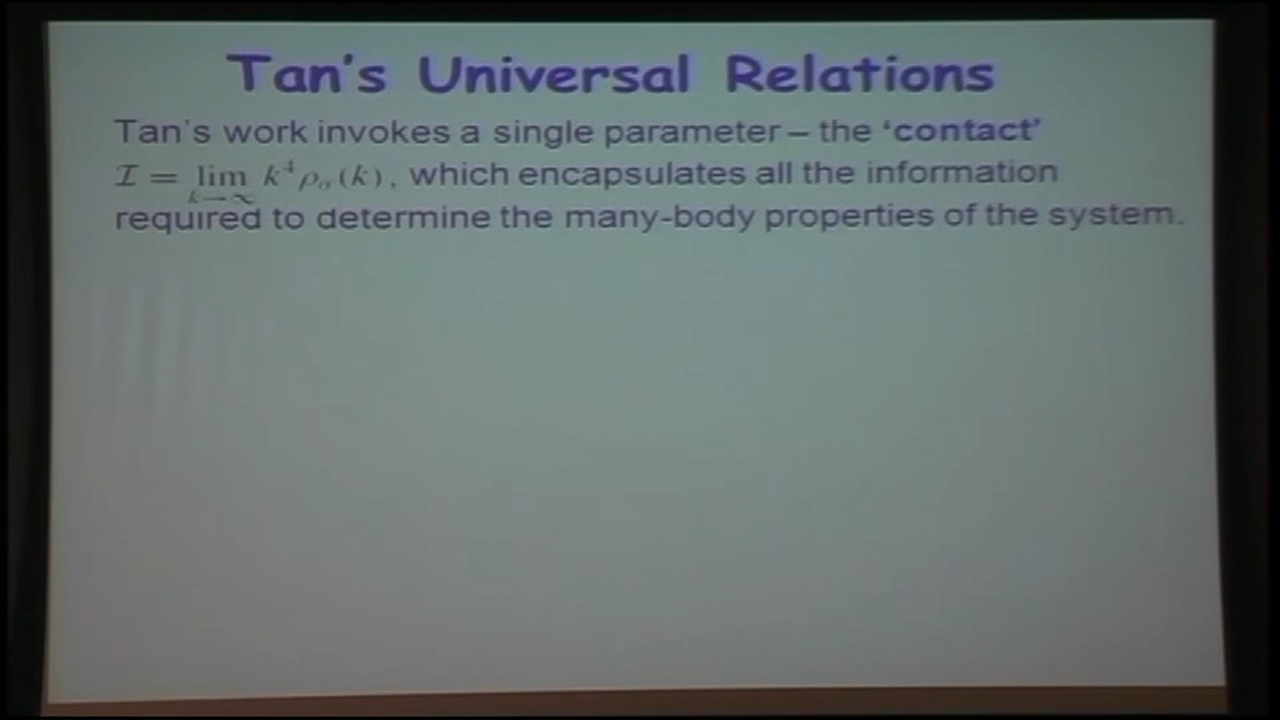 Tan's Universal Relations
Tan's work invokes a single parameter – the 'contact'
𝓘 = lim k→∞ k⁴ρσ(k), which encapsulates all the information
required to determine the many-body properties of the system.